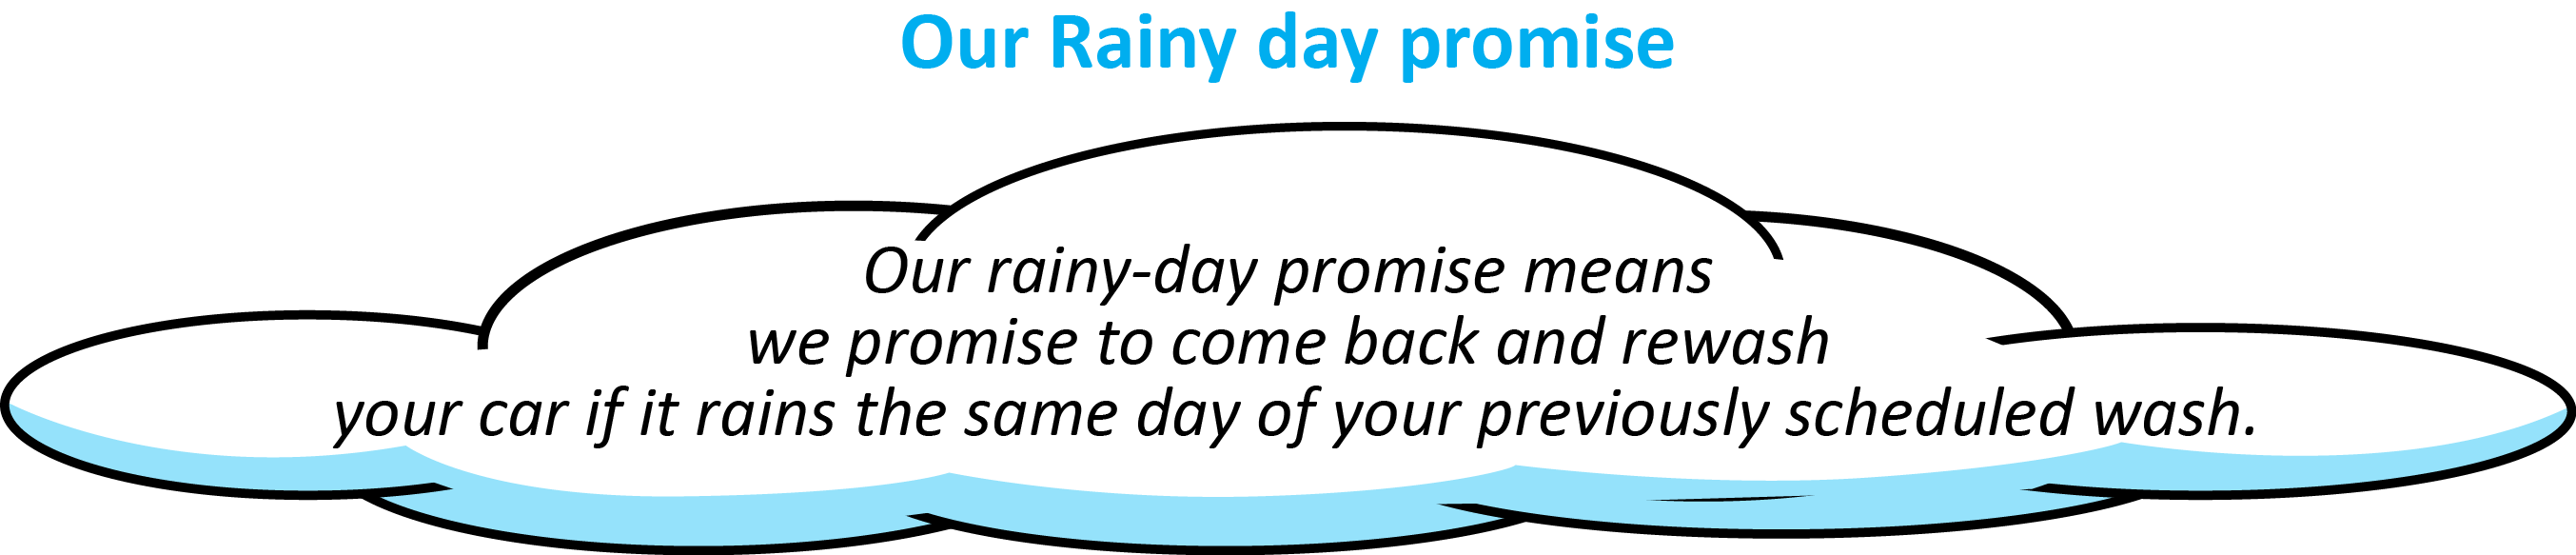 Our Rainy day promise
Our rainy-day promise means
we promise to come back and rewash
your car if it rains the same day of your previously scheduled wash.